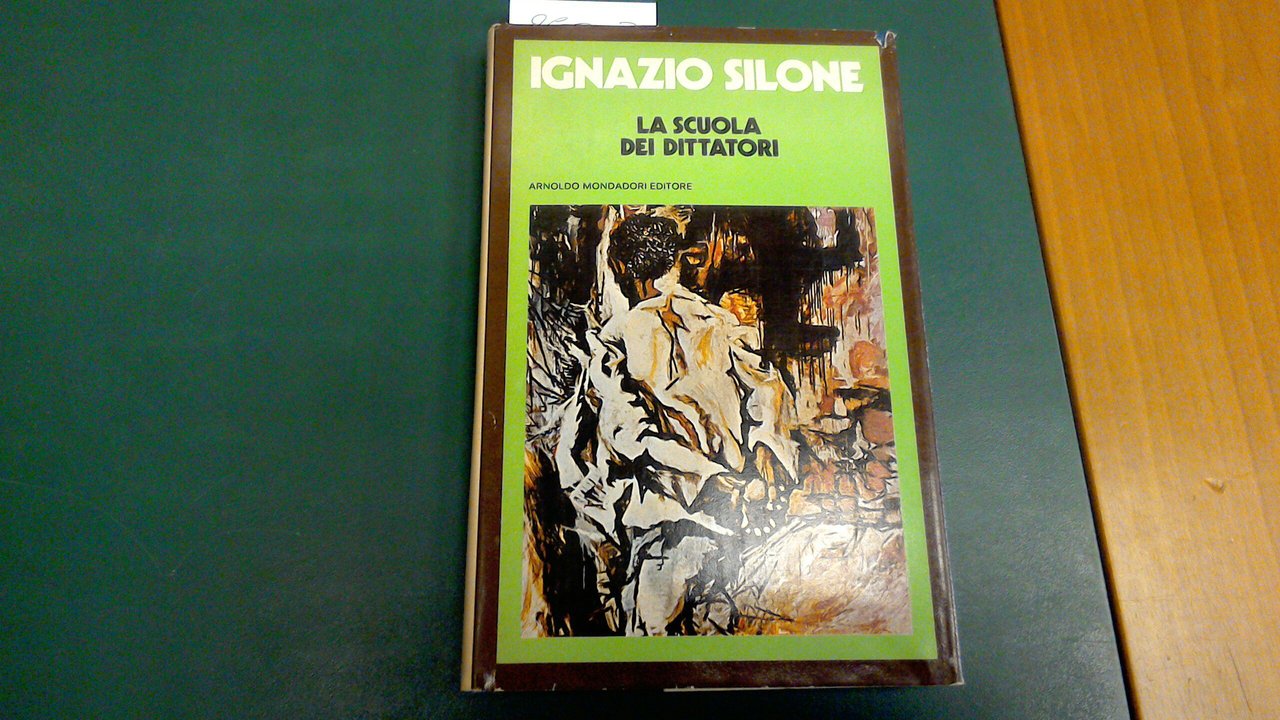 IGNAZIO SILONE
LA SCUOLA
DEI DITTATORI
ARNOLDO MONDADORI EDITORE